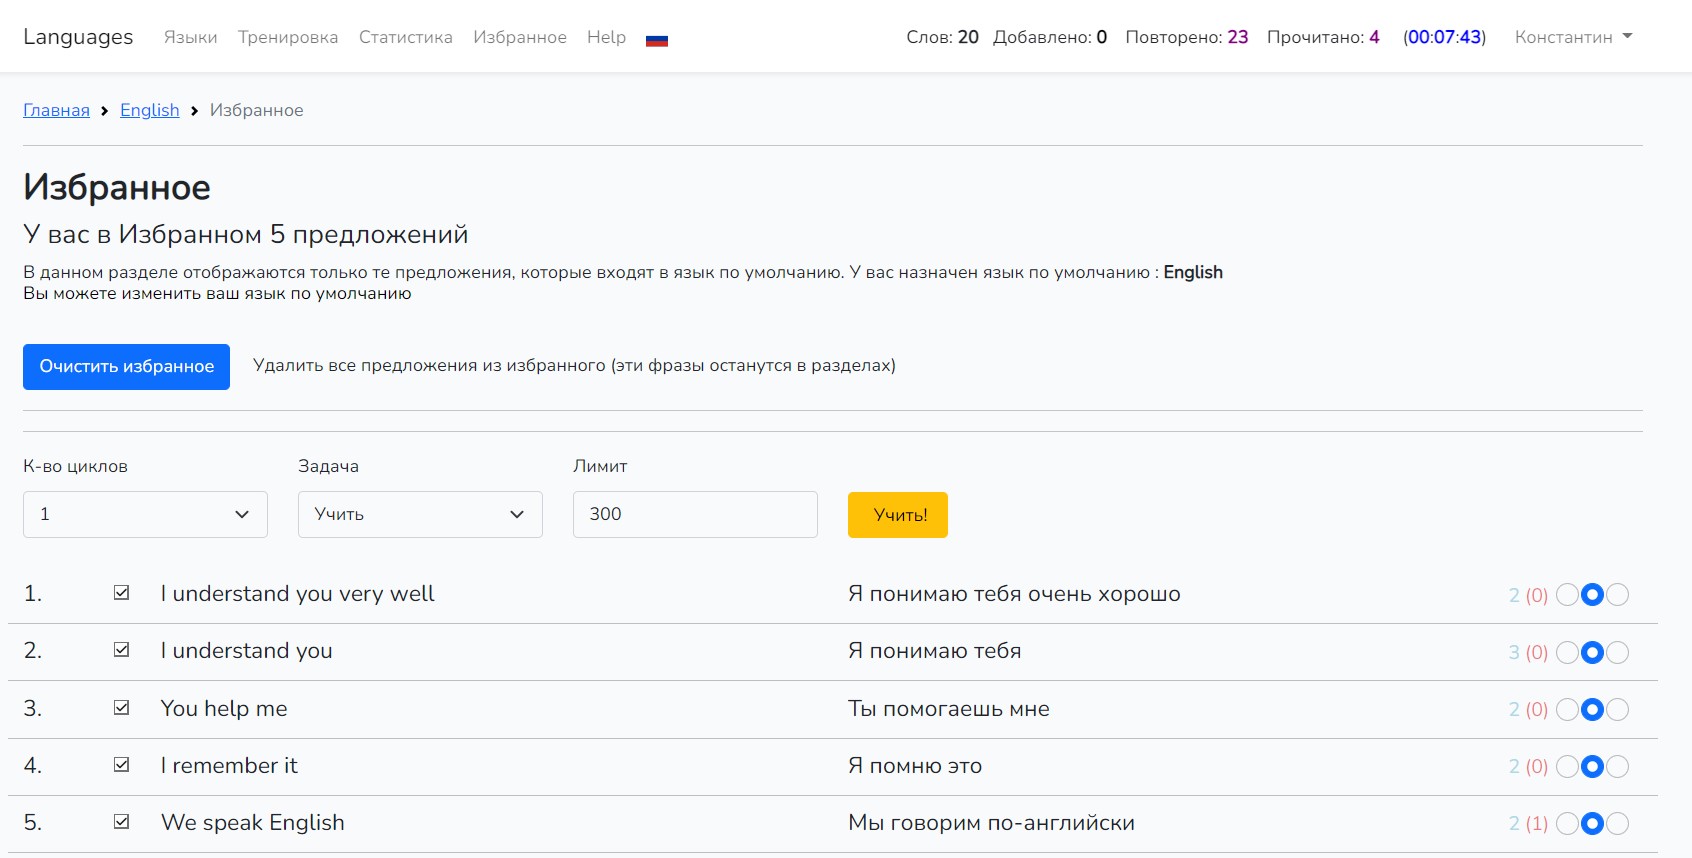 Languages Языки Тренировка Статистика Избранное Help Слов: 20 Добавлено: 0 Повторено: 23 Прочитано: 4 (00:07:43) Константин
Главная English Избранное
Избранное
У вас в Избранном 5 предложений
В данном разделе отображаются только те предложения, которые входят в язык по умолчанию. У вас назначен язык по умолчанию : English
Вы можете изменить ваш язык по умолчанию
Очистить избранное Удалить все предложения из избранного (эти фразы останутся в разделах)
К-во циклов Задача Лимит
1 Учить 300 Учить!
1. I understand you very well Я понимаю тебя очень хорошо 2 (0)
2. I understand you Я понимаю тебя 3 (0)
3. You help me Ты помогаешь мне 2 (0)
4. I remember it Я помню это 2 (0)
5. We speak English Мы говорим по-английски 2 (1)